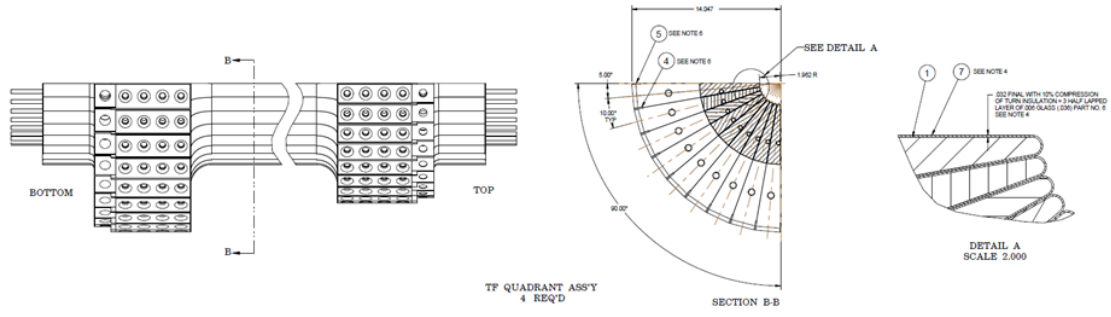 B
B
BOTTOM
TOP
TF QUADRANT ASS'Y
4 REQ'D
14.047
5 SEE NOTE 6
4 SEE NOTE 6
SEE DETAIL A
1.962 R
5.00°
10.00°
TYP
90.00°
SECTION B-B
1
7 SEE NOTE 4
.032 FINAL WITH 10% COMPRESSION
OF TURN INSULATION = 3 HALF LAPPED
LAYER OF .006 GLASS (.036) PART NO. 6
SEE NOTE 4
DETAIL A
SCALE 2.000